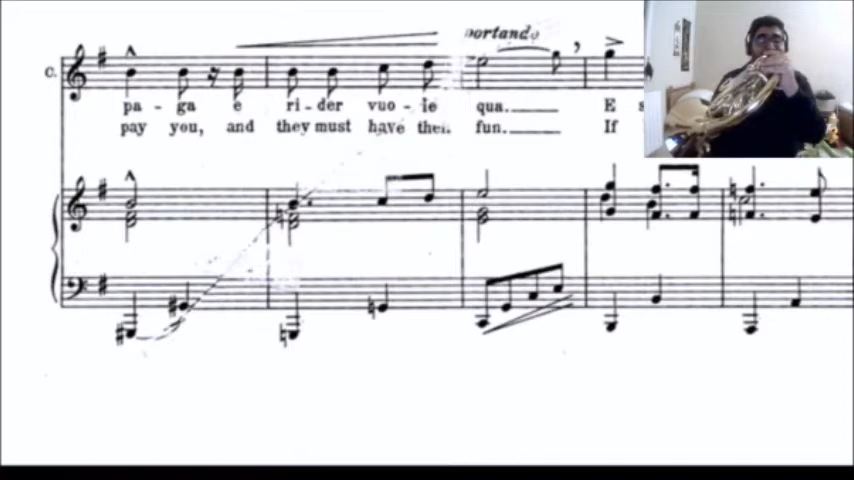 portando
C.
pa - ga e ri - der vuo - le qua. E
pay you, and they must have their fun. If